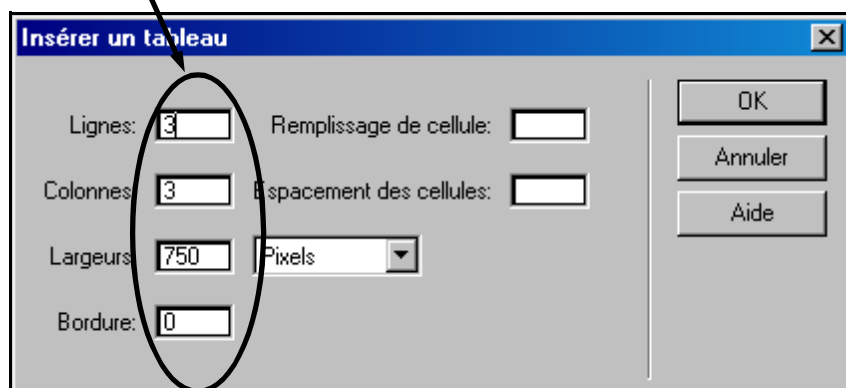 Insérer un tableau
Lignes: 3 Remplissage de cellule:
OK
Annuler
Colonnes 3 Espacement des cellules:
Aide
Largeurs 750 Pixels
Bordure: 0